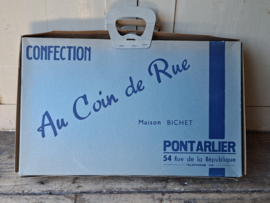 CONFECTION
Au Coin de Rue
Maison BICHET
PONTARLIER
54 Rue de la République